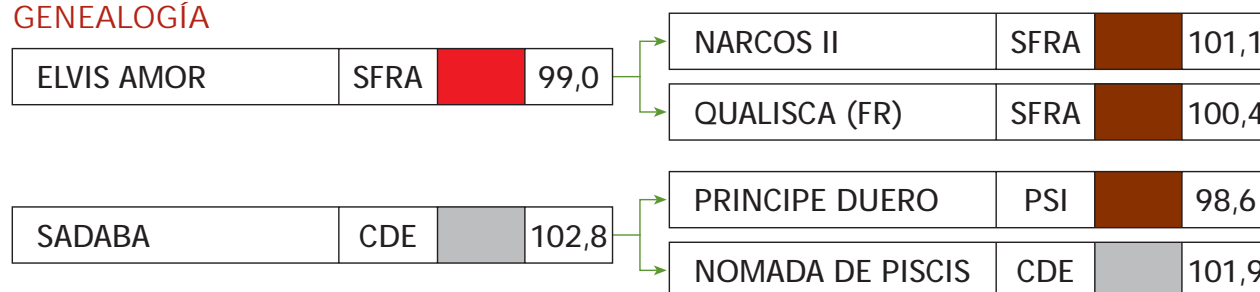 GENEALOGÍA
ELVIS AMOR SFRA 99,0
NARCOS II SFRA 101,1
QUALISCA (FR) SFRA 100,4
SADABA CDE 102,8
PRINCIPE DUERO PSI 98,6
NOMADA DE PISCIS CDE 101,9